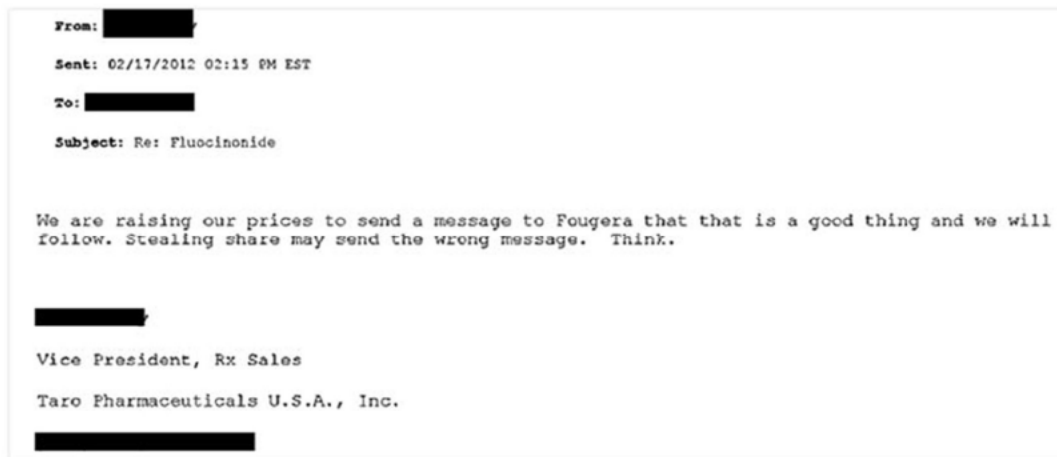 From:
Sent: 02/17/2012 02:15 PM EST
To:
Subject: Re: Fluocinonide
We are raising our prices to send a message to Fougera that that is a good thing and we will
follow. Stealing share may send the wrong message.  Think.
Vice President, Rx Sales
Taro Pharmaceuticals U.S.A., Inc.